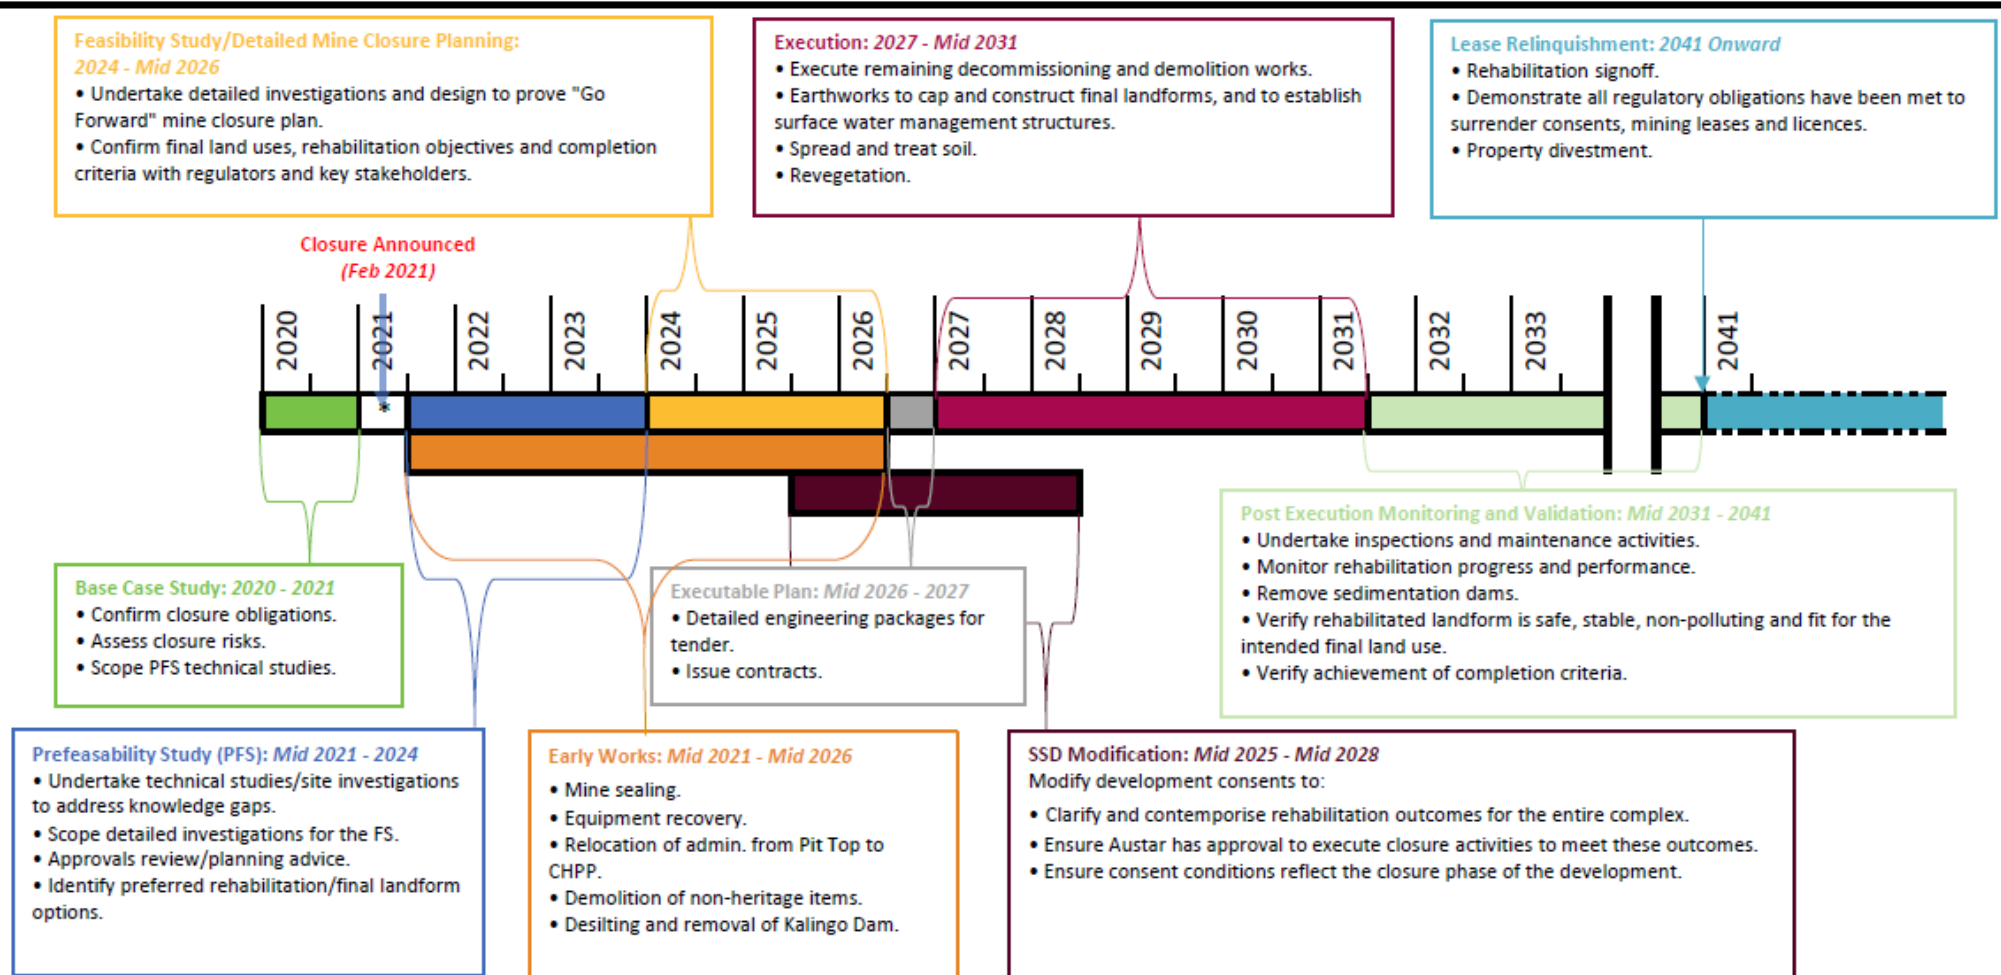 Feasibility Study/Detailed Mine Closure Planning:
2024 - Mid 2026
• Undertake detailed investigations and design to prove "Go
Forward" mine closure plan.
• Confirm final land uses, rehabilitation objectives and completion
criteria with regulators and key stakeholders.
Execution: 2027 - Mid 2031
• Execute remaining decommissioning and demolition works.
• Earthworks to cap and construct final landforms, and to establish
surface water management structures.
• Spread and treat soil.
• Revegetation.
Lease Relinquishment: 2041 Onward
• Rehabilitation signoff.
• Demonstrate all regulatory obligations have been met to
surrender consents, mining leases and licences.
• Property divestment.
Closure Announced
(Feb 2021)
2020
2021
2022
2023
2024
2025
2026
2027
2028
2029
2030
2031
2032
2033
2041
*
Base Case Study: 2020 - 2021
• Confirm closure obligations.
• Assess closure risks.
• Scope PFS technical studies.
Executable Plan: Mid 2026 - 2027
• Detailed engineering packages for
tender.
• Issue contracts.
Post Execution Monitoring and Validation: Mid 2031 - 2041
• Undertake inspections and maintenance activities.
• Monitor rehabilitation progress and performance.
• Remove sedimentation dams.
• Verify rehabilitated landform is safe, stable, non-polluting and fit for the
intended final land use.
• Verify achievement of completion criteria.
Prefeasability Study (PFS): Mid 2021 - 2024
• Undertake technical studies/site investigations
to address knowledge gaps.
• Scope detailed investigations for the FS.
• Approvals review/planning advice.
• Identify preferred rehabilitation/final landform
options.
Early Works: Mid 2021 - Mid 2026
• Mine sealing.
• Equipment recovery.
• Relocation of admin. from Pit Top to
CHPP.
• Demolition of non-heritage items.
• Desilting and removal of Kalingo Dam.
SSD Modification: Mid 2025 - Mid 2028
Modify development consents to:
• Clarify and contemporise rehabilitation outcomes for the entire complex.
• Ensure Austar has approval to execute closure activities to meet these outcomes.
• Ensure consent conditions reflect the closure phase of the development.